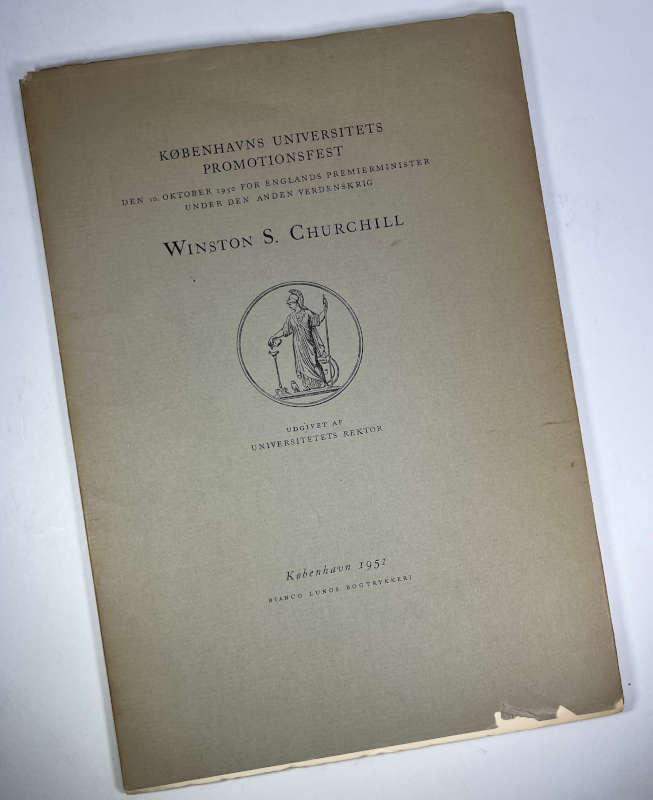 KØBENHAVNS UNIVERSITETS
PROMOTIONSFEST
DEN 10. OKTOBER 1950 FOR ENGLANDS PREMIERMINISTER
UNDER DEN ANDEN VERDENSKRIG
WINSTON S. CHURCHILL
UDGIVET AF
UNIVERSITETETS REKTOR
København 1951
BIANCO LUNOS BOGTRYKKERI